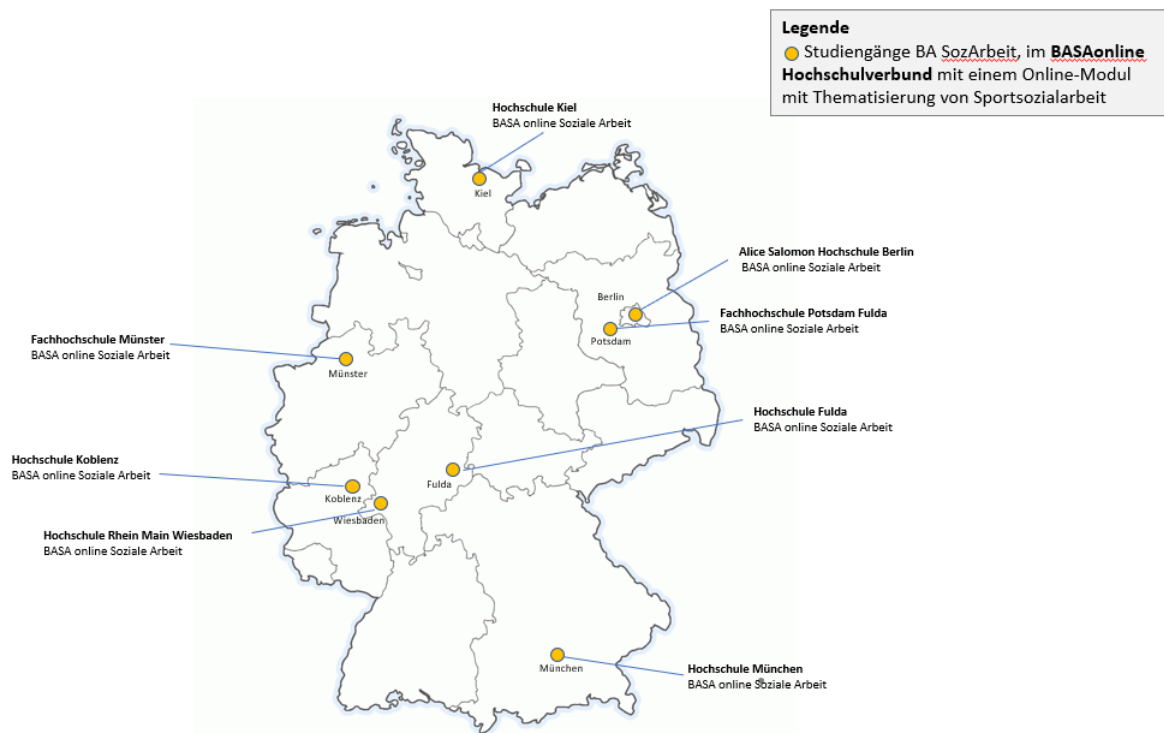 Legende
Studiengänge BA SozArbeit, im BASAonline
Hochschulverbund mit einem Online-Modul
mit Thematisierung von Sportsozialarbeit
Hochschule Kiel
BASA online Soziale Arbeit
Kiel
Alice Salomon Hochschule Berlin
BASA online Soziale Arbeit
Berlin
Fachhochschule Potsdam Fulda
BASA online Soziale Arbeit
Potsdam
Fachhochschule Münster
BASA online Soziale Arbeit
Münster
Hochschule Fulda
BASA online Soziale Arbeit
Fulda
Hochschule Koblenz
BASA online Soziale Arbeit
Koblenz
Wiesbaden
Hochschule Rhein Main Wiesbaden
BASA online Soziale Arbeit
München
Hochschule München
BASA online Soziale Arbeit